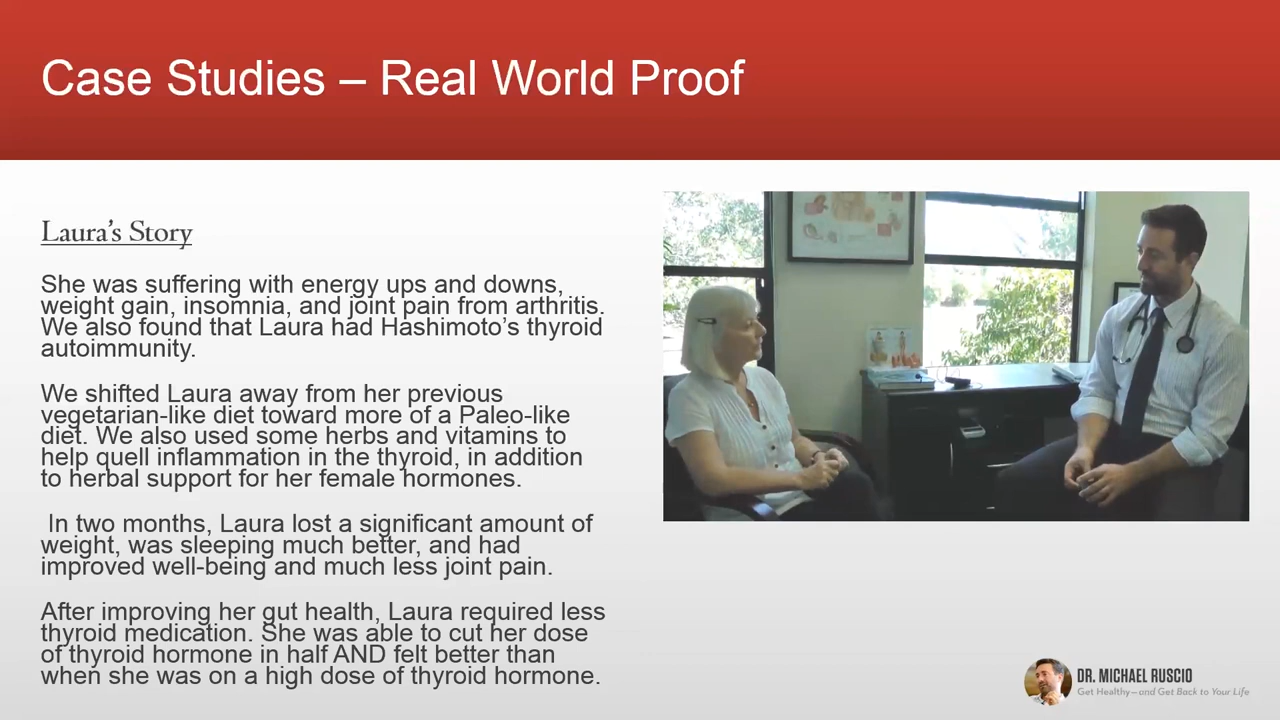 Case Studies – Real World Proof
Laura's Story
She was suffering with energy ups and downs,
weight gain, insomnia, and joint pain from arthritis.
We also found that Laura had Hashimoto's thyroid
autoimmunity.
We shifted Laura away from her previous
vegetarian-like diet toward more of a Paleo-like
diet. We also used some herbs and vitamins to
help quell inflammation in the thyroid, in addition
to herbal support for her female hormones.
In two months, Laura lost a significant amount of
weight, was sleeping much better, and had
improved well-being and much less joint pain.
After improving her gut health, Laura required less
thyroid medication. She was able to cut her dose
of thyroid hormone in half AND felt better than
when she was on a high dose of thyroid hormone.
DR. MICHAEL RUSCIO
Get Healthy—and Get Back to Your Life